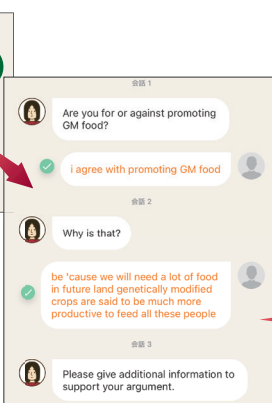 会話 1
Are you for or against promoting
GM food?
i agree with promoting GM food
会話 2
Why is that?
be 'cause we will need a lot of food
in future land genetically modified
crops are said to be much more
productive to feed all these people
会話 3
Please give additional information to
support your argument.